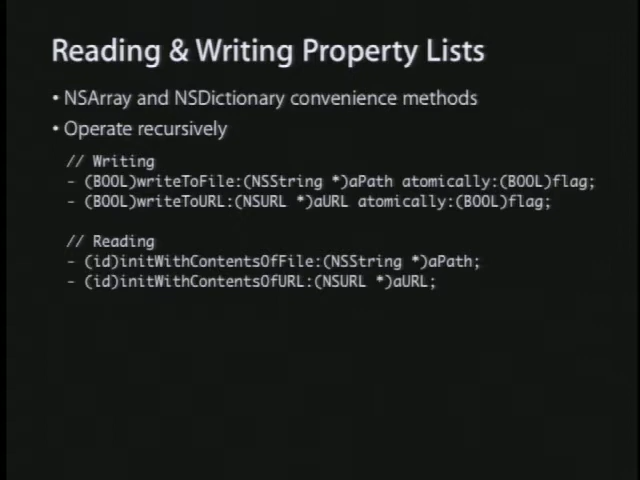 Reading & Writing Property Lists
• NSArray and NSDictionary convenience methods
• Operate recursively
// Writing
- (BOOL)writeToFile:(NSString *)aPath atomically:(BOOL)flag;
- (BOOL)writeToURL:(NSURL *)aURL atomically:(BOOL)flag;
// Reading
- (id)initWithContentsOfFile:(NSString *)aPath;
- (id)initWithContentsOfURL:(NSURL *)aURL;